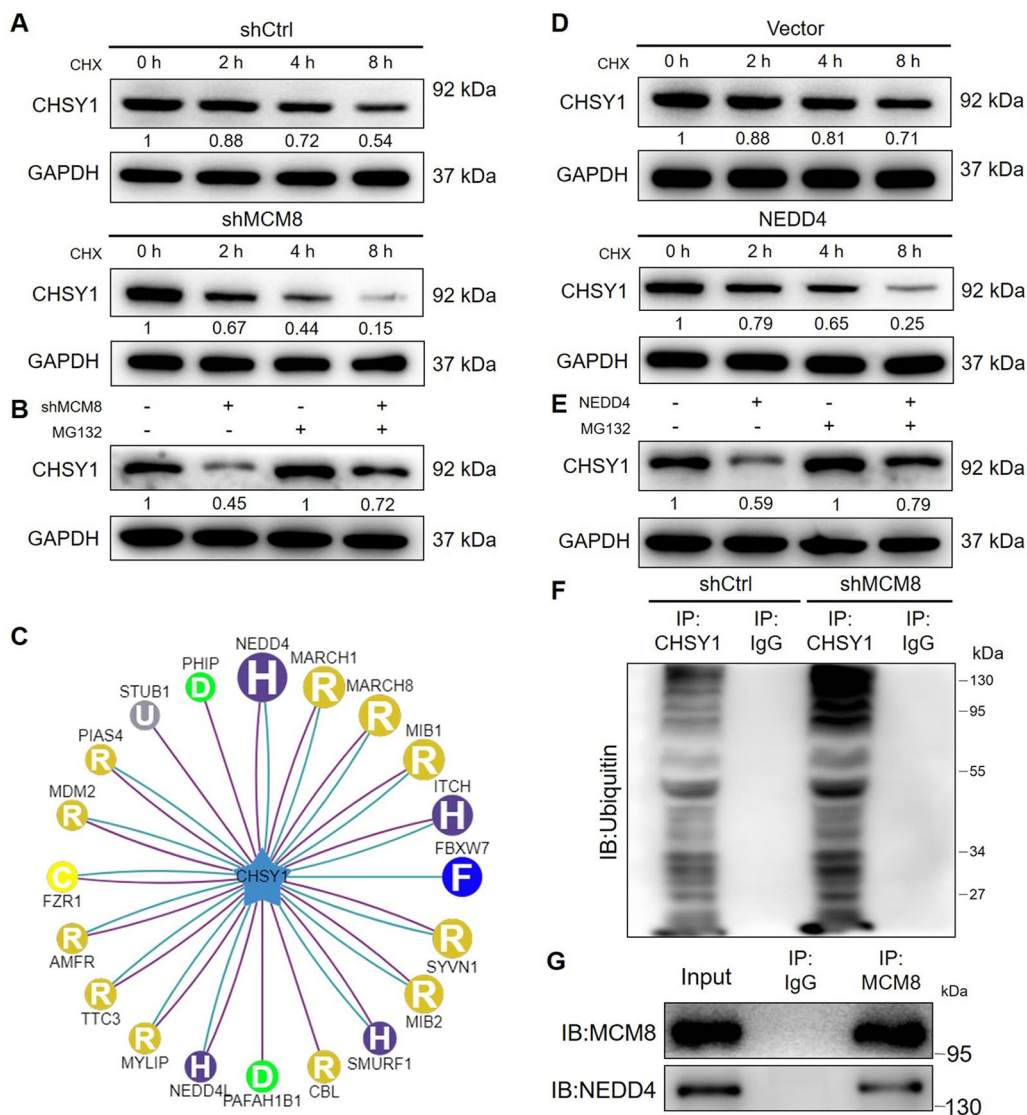 A
shCtrl
CHX 0 h 2 h 4 h 8 h
CHSY1 92 kDa
1 0.88 0.72 0.54
GAPDH 37 kDa
shMCM8
CHX 0 h 2 h 4 h 8 h
CHSY1 92 kDa
1 0.67 0.44 0.15
GAPDH 37 kDa
B
shMCM8 - + - +
MG132 - - + +
CHSY1 92 kDa
1 0.45 1 0.72
GAPDH 37 kDa
C
NEDD4
H
MARCH1
R
MARCH8
R
MIB1
R
ITCH
H
FBXW7
F
R
SYVN1
R
MIB2
H
SMURF1
R
CBL
D
PAFAH1B1
H
NEDD4L
R
MYLIP
R
TTC3
R
AMFR
C
FZR1
MDM2
R
PIAS4
R
STUB1
U
PHIP
D
CHSY1
D
Vector
CHX 0 h 2 h 4 h 8 h
CHSY1 92 kDa
1 0.88 0.81 0.71
GAPDH 37 kDa
NEDD4
CHX 0 h 2 h 4 h 8 h
CHSY1 92 kDa
1 0.79 0.65 0.25
GAPDH 37 kDa
E
NEDD4 - + - +
MG132 - - + +
CHSY1 92 kDa
1 0.59 1 0.79
GAPDH 37 kDa
F
shCtrl shMCM8
IP: IP: IP: IP:
CHSY1 IgG CHSY1 IgG
kDa
130
95
55
34
27
IB:Ubiquitin
G
Input IP: IP:
IgG MCM8
kDa
IB:MCM8
95
IB:NEDD4
130